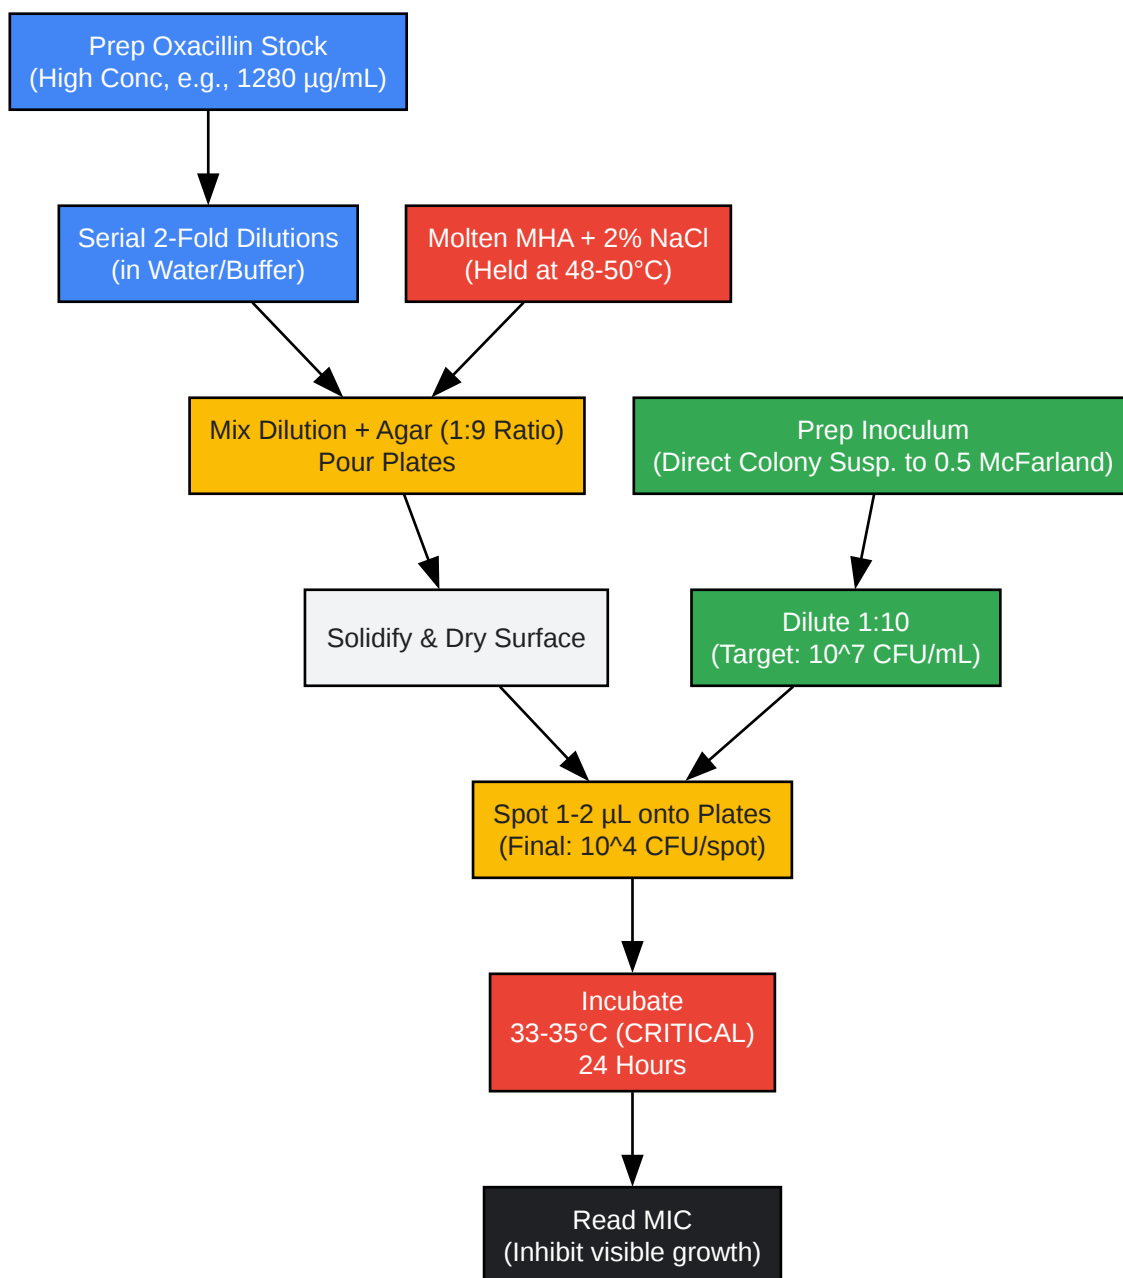 Prep Oxacillin Stock
(High Conc, e.g., 1280 µg/mL)
Serial 2-Fold Dilutions
(in Water/Buffer)
Molten MHA + 2% NaCl
(Held at 48-50°C)
Mix Dilution + Agar (1:9 Ratio)
Pour Plates
Prep Inoculum
(Direct Colony Susp. to 0.5 McFarland)
Solidify & Dry Surface
Dilute 1:10
(Target: 10^7 CFU/mL)
Spot 1-2 µL onto Plates
(Final: 10^4 CFU/spot)
Incubate
33-35°C (CRITICAL)
24 Hours
Read MIC
(Inhibit visible growth)